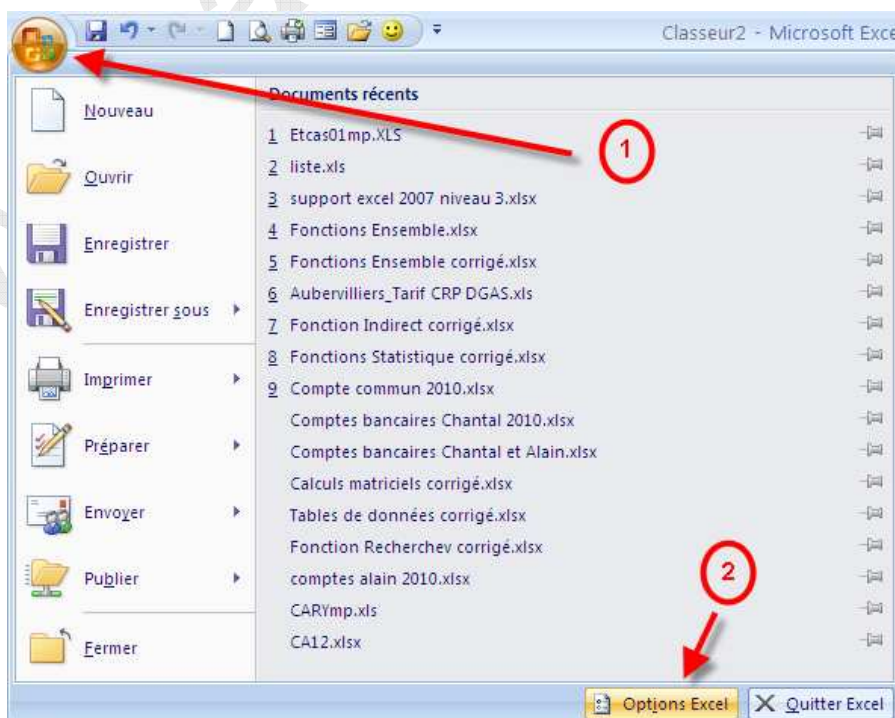 Classeur2 - Microsoft Exce
Nouveau
Ouvrir
Enregistrer
Enregistrer sous
Imprimer
Préparer
Envoyer
Publier
Fermer
Documents récents
1 Etcas01mp.XLS
2 liste.xls
3 support excel 2007 niveau 3.xlsx
4 Fonctions Ensemble.xlsx
5 Fonctions Ensemble corrigé.xlsx
6 Aubervilliers_Tarif CRP DGAS.xls
7 Fonction Indirect corrigé.xlsx
8 Fonctions Statistique corrigé.xlsx
9 Compte commun 2010.xlsx
Comptes bancaires Chantal 2010.xlsx
Comptes bancaires Chantal et Alain.xlsx
Calculs matriciels corrigé.xlsx
Tables de données corrigé.xlsx
Fonction Recherchev corrigé.xlsx
comptes alain 2010.xlsx
CARYmp.xls
CA12.xlsx
1
2
Options Excel
Quitter Excel